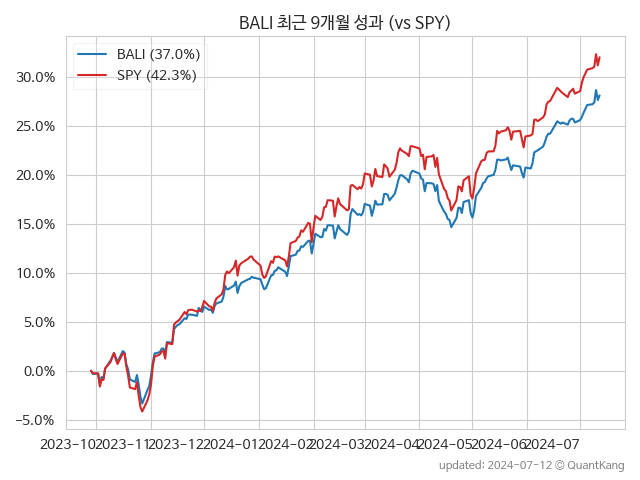 BALI 최근 9개월 성과 (vs SPY)
BALI (37.0%)
SPY (42.3%)
30.0%
25.0%
20.0%
15.0%
10.0%
5.0%
0.0%
−5.0%
2023−10 2023−11 2023−12 2024−01 2024−02 2024−03 2024−04 2024−05 2024−06 2024−07
updated: 2024-07-12 © QuantKang